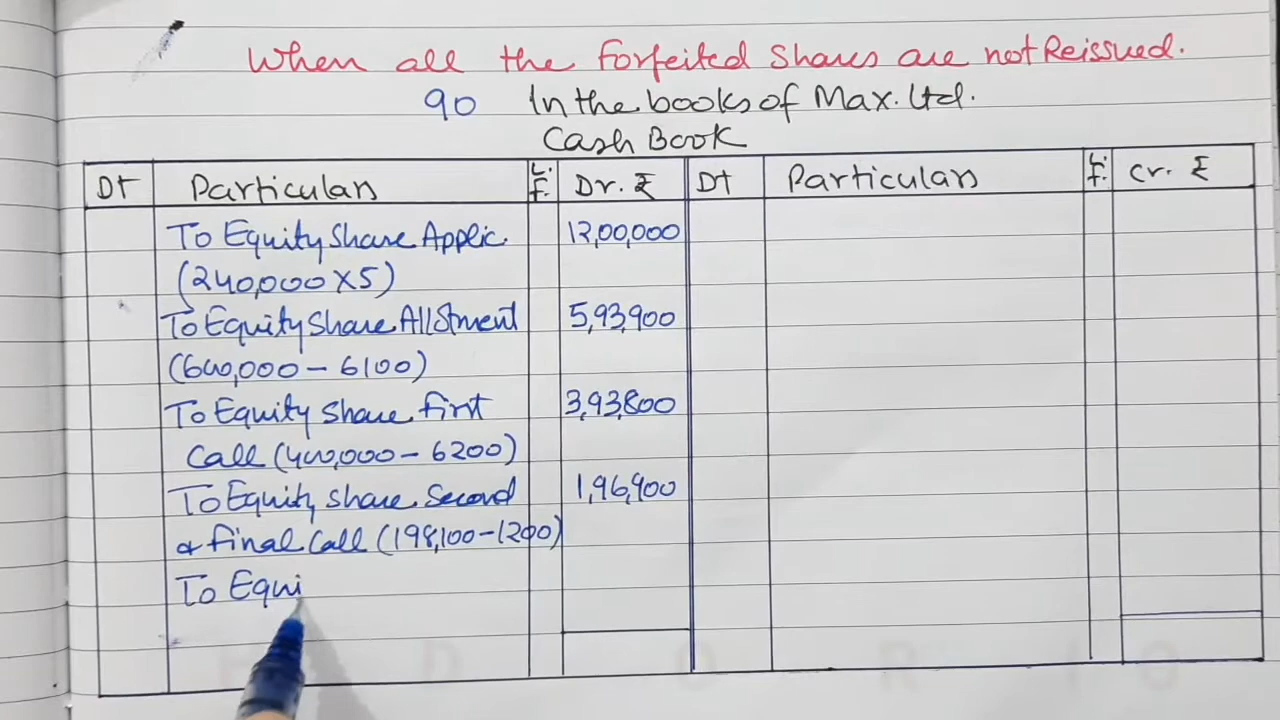 When all the Forfeited Shares are not Reissued.
90 In the books of Max. Ltd.
Cash Book
Dt Particulars L.F. Dr. ₹ Dt Particulars L.F. Cr. ₹
To Equity Share Applic. 12,00,000
(240,000 X 5)
To Equity Share Allotment 5,93,900
(600,000 - 6100)
To Equity Share First 3,93,800
Call (400,000 - 6200)
To Equity Share Second 1,96,900
& Final Call (198,100 - 1200)
To Equi